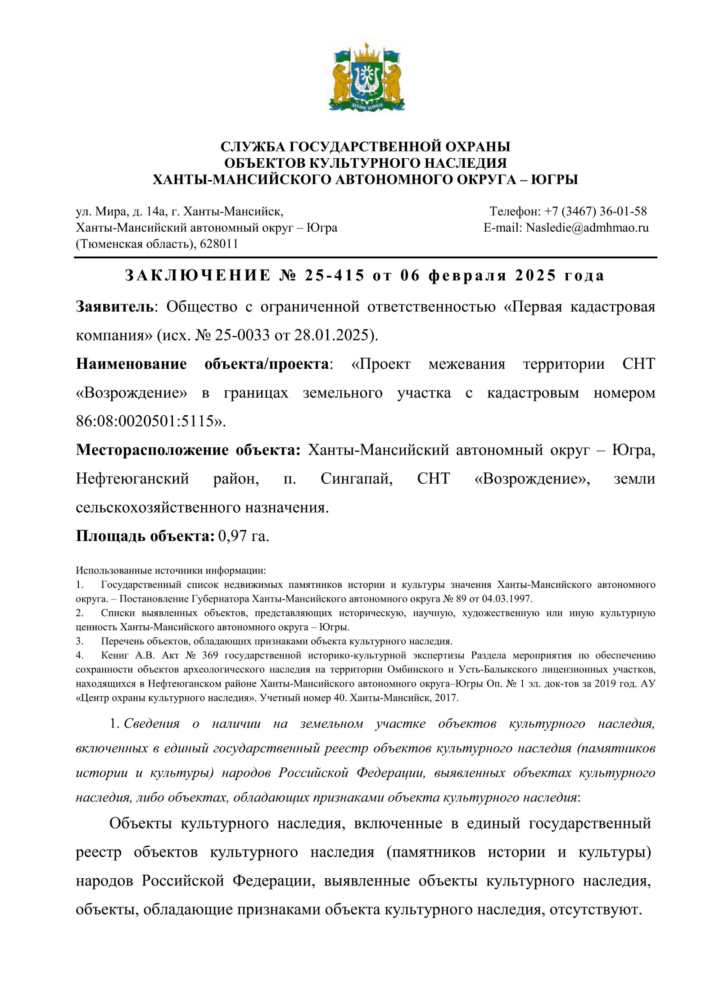 ДЕЛАМИ ВЕЛИКАЯ
СЛУЖБА ГОСУДАРСТВЕННОЙ ОХРАНЫ
ОБЪЕКТОВ КУЛЬТУРНОГО НАСЛЕДИЯ
ХАНТЫ-МАНСИЙСКОГО АВТОНОМНОГО ОКРУГА – ЮГРЫ
ул. Мира, д. 14а, г. Ханты-Мансийск,
Ханты-Мансийский автономный округ – Югра
(Тюменская область), 628011
Телефон: +7 (3467) 36-01-58
E-mail: Nasledie@admhmao.ru
ЗАКЛЮЧЕНИЕ № 25-415 от 06 февраля 2025 года
Заявитель: Общество с ограниченной ответственностью «Первая кадастровая
компания» (исх. № 25-0033 от 28.01.2025).
Наименование объекта/проекта: «Проект межевания территории СНТ
«Возрождение» в границах земельного участка с кадастровым номером
86:08:0020501:5115».
Месторасположение объекта: Ханты-Мансийский автономный округ – Югра,
Нефтеюганский район, п. Сингапай, СНТ «Возрождение», земли
сельскохозяйственного назначения.
Площадь объекта: 0,97 га.
Использованные источники информации:
1. Государственный список недвижимых памятников истории и культуры значения Ханты-Мансийского автономного
округа. – Постановление Губернатора Ханты-Мансийского автономного округа № 89 от 04.03.1997.
2. Списки выявленных объектов, представляющих историческую, научную, художественную или иную культурную
ценность Ханты-Мансийского автономного округа – Югры.
3. Перечень объектов, обладающих признаками объекта культурного наследия.
4. Кениг А.В. Акт № 369 государственной историко-культурной экспертизы Раздела мероприятия по обеспечению
сохранности объектов археологического наследия на территории Омбинского и Усть-Балыкского лицензионных участков,
находящихся в Нефтеюганском районе Ханты-Мансийского автономного округа–Югры Оп. № 1 эл. док-тов за 2019 год. АУ
«Центр охраны культурного наследия». Учетный номер 40. Ханты-Мансийск, 2017.
1. Сведения о наличии на земельном участке объектов культурного наследия,
включенных в единый государственный реестр объектов культурного наследия (памятников
истории и культуры) народов Российской Федерации, выявленных объектах культурного
наследия, либо объектах, обладающих признаками объекта культурного наследия:
Объекты культурного наследия, включенные в единый государственный
реестр объектов культурного наследия (памятников истории и культуры)
народов Российской Федерации, выявленные объекты культурного наследия,
объекты, обладающие признаками объекта культурного наследия, отсутствуют.